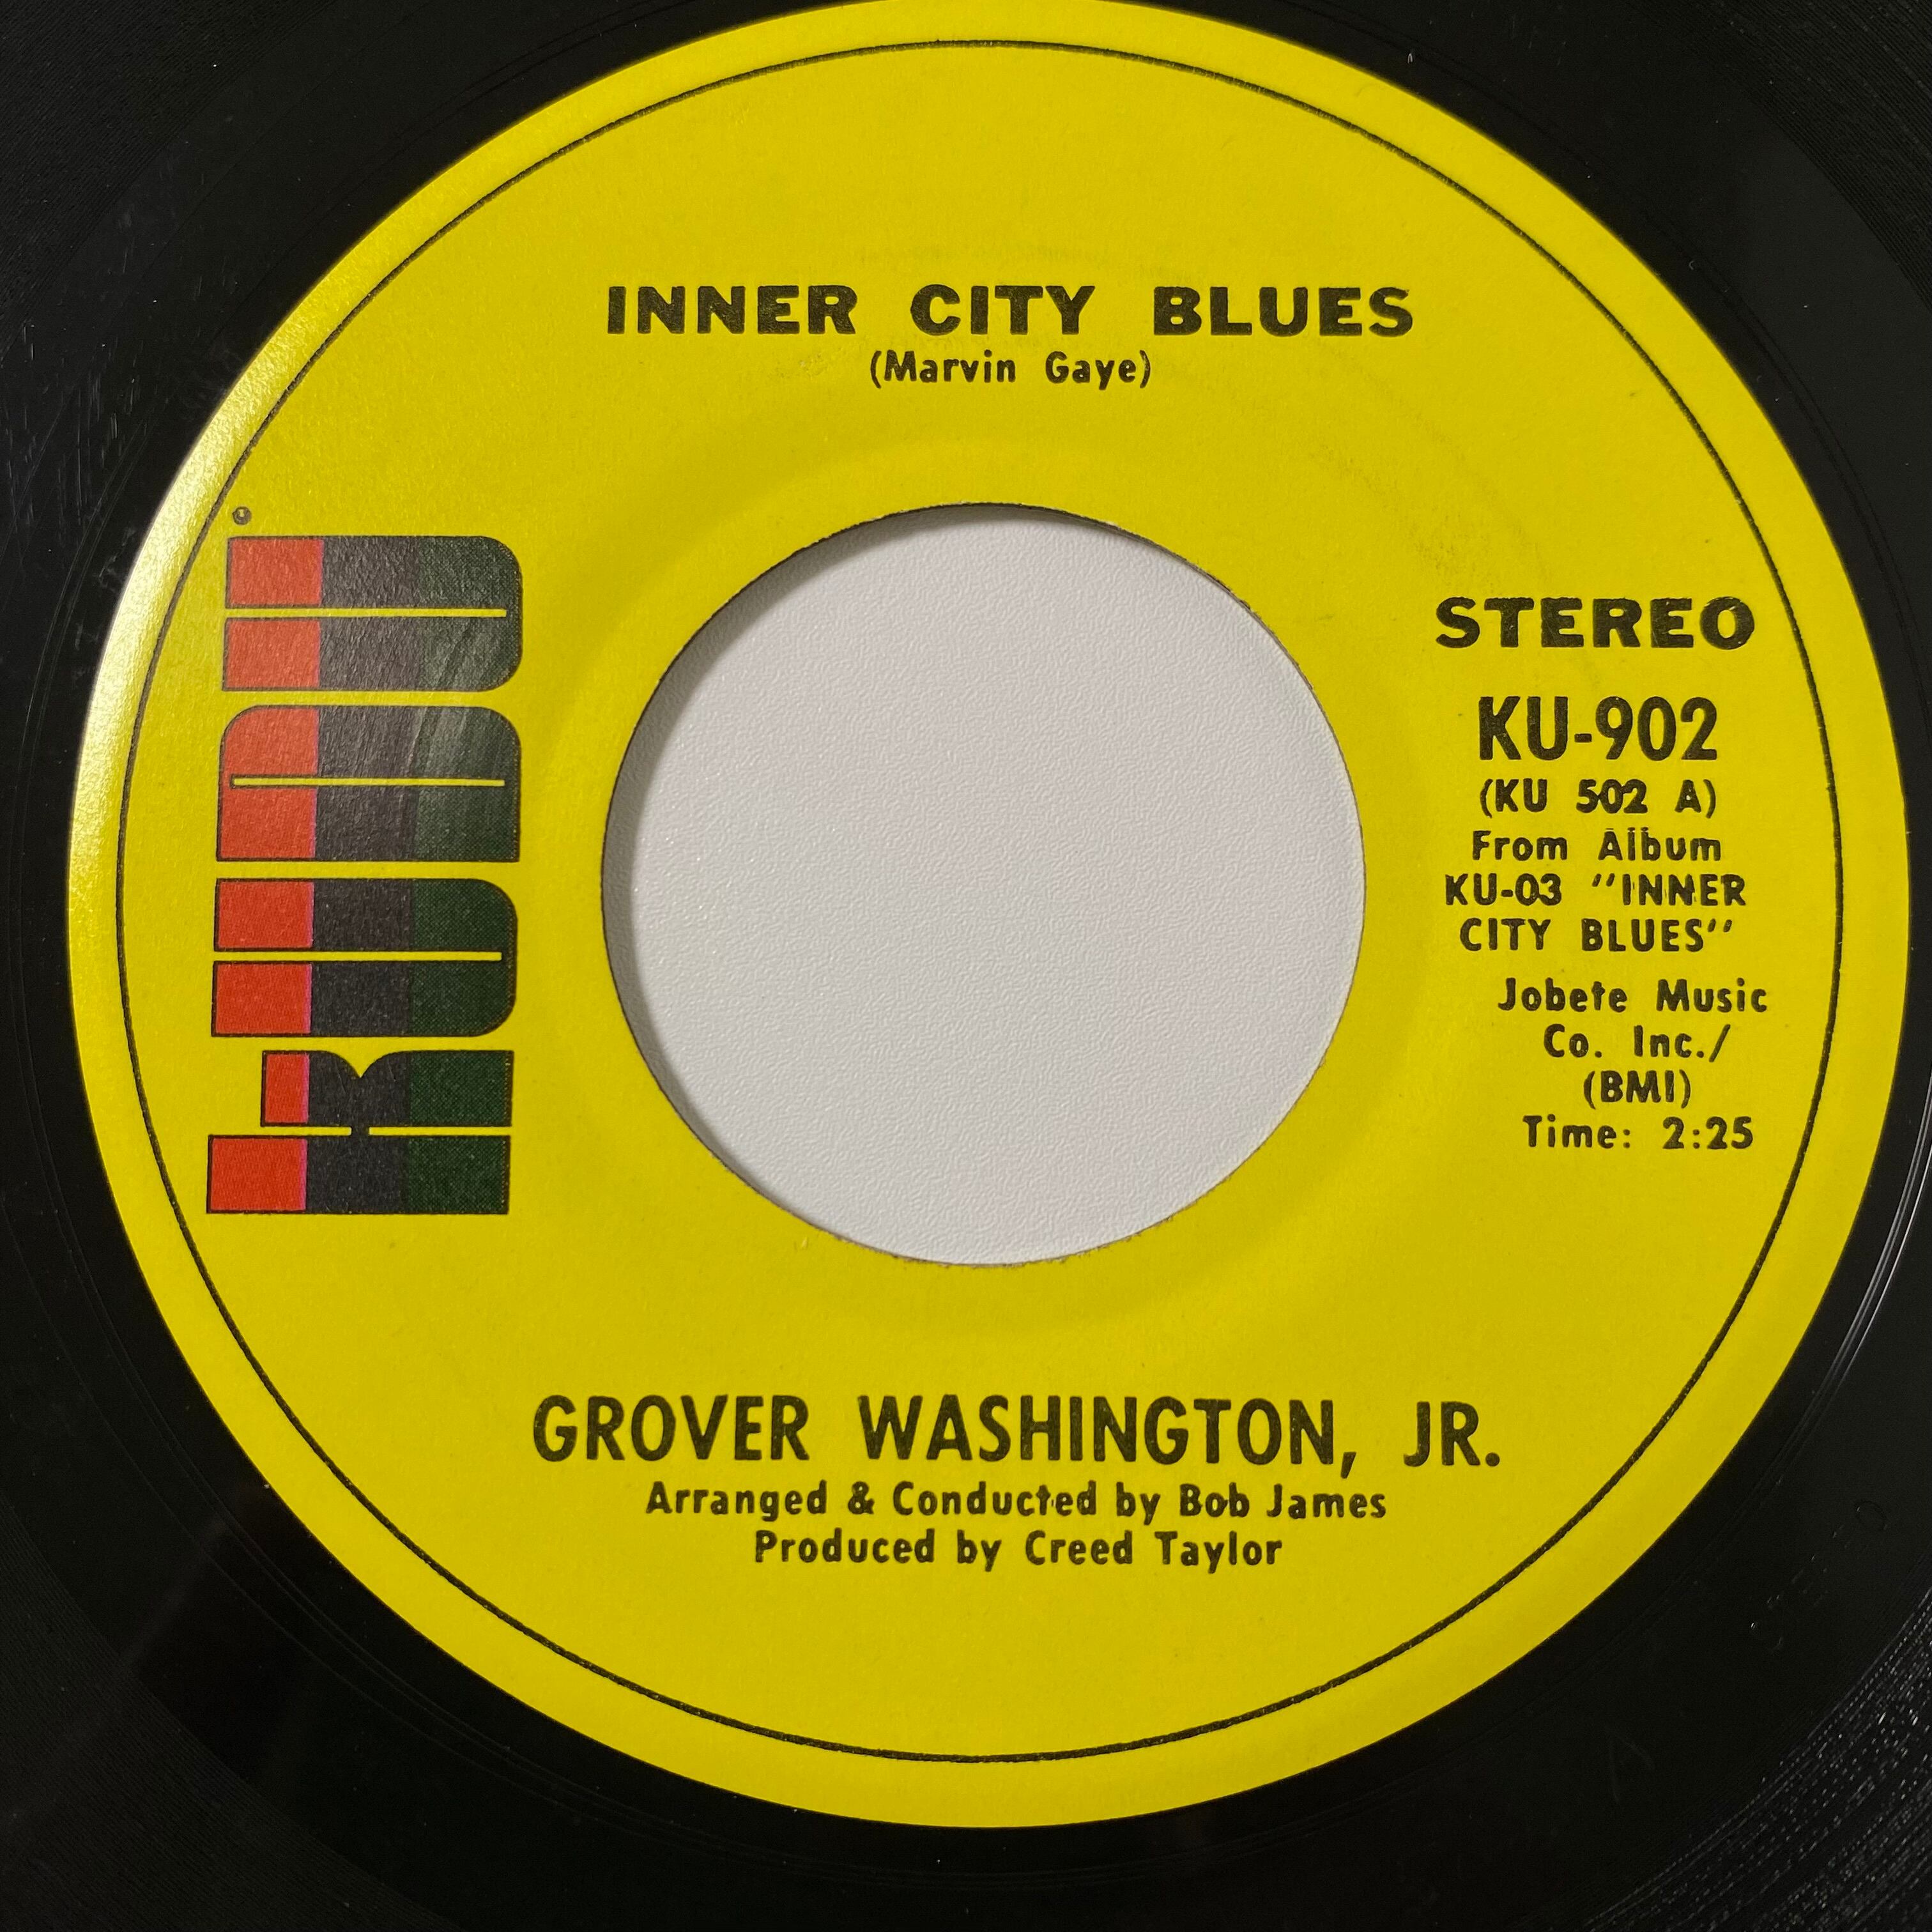 INNER CITY BLUES
(Marvin Gaye)
KUDU
STEREO
KU-902
(KU 502 A)
From Album
KU-03 "INNER
CITY BLUES"
Jobete Music
Co. Inc./
(BMI)
Time: 2:25
GROVER WASHINGTON, JR.
Arranged & Conducted by Bob James
Produced by Creed Taylor